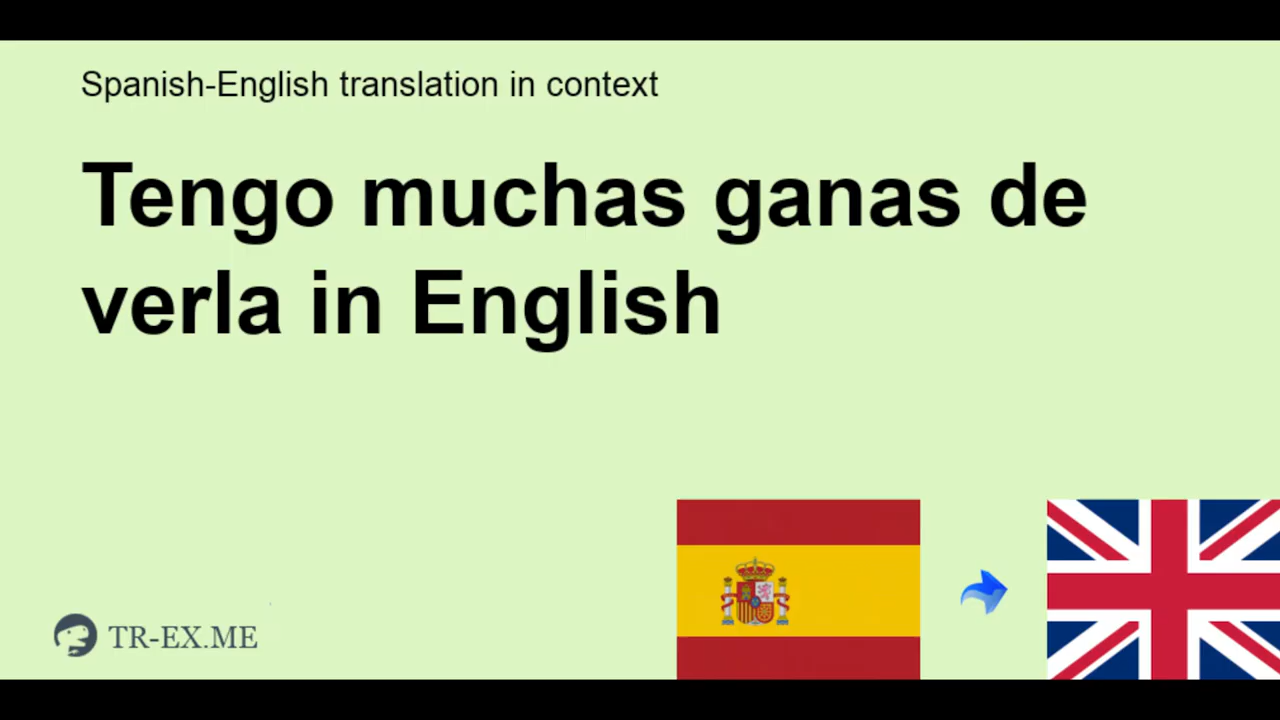 Spanish-English translation in context
Tengo muchas ganas de
verla in English
TR-EX.ME